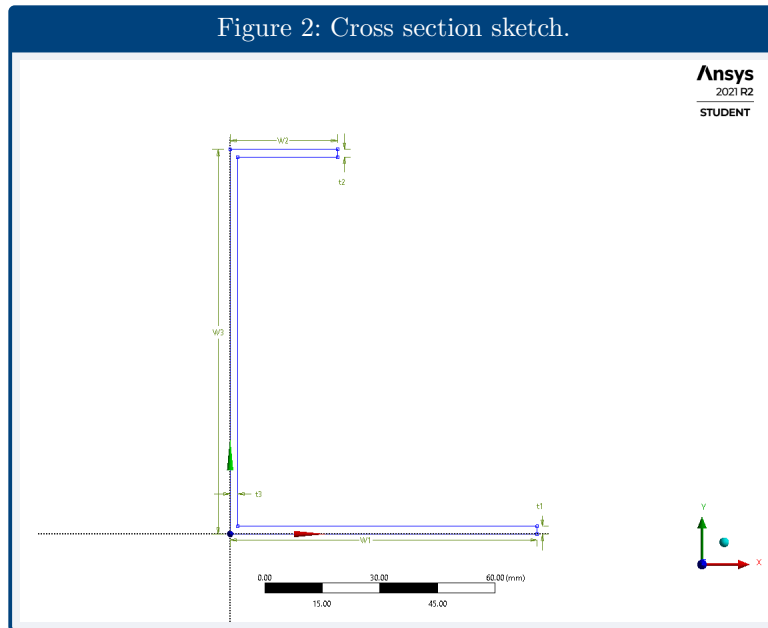 Figure 2: Cross section sketch.
Ansys
2021 R2
STUDENT
W2
t2
W3
t3
t1
W1
Y
X
0.00 30.00 60.00 (mm)
15.00 45.00